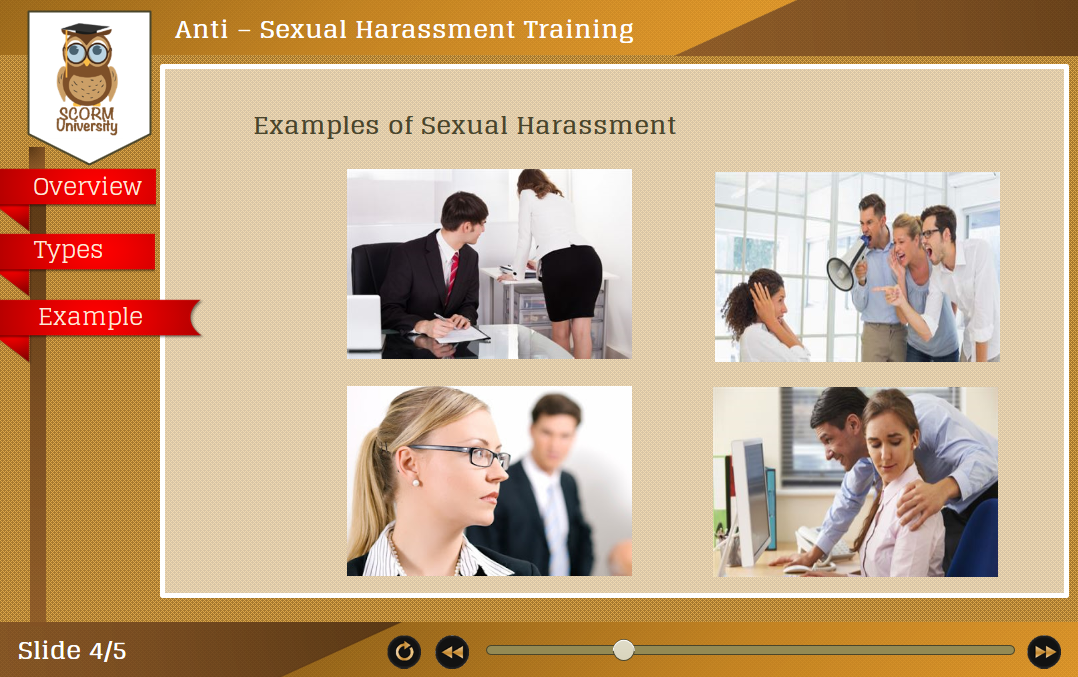 Anti – Sexual Harassment Training
SCORM
University
Overview
Types
Example
Examples of Sexual Harassment
Slide 4/5